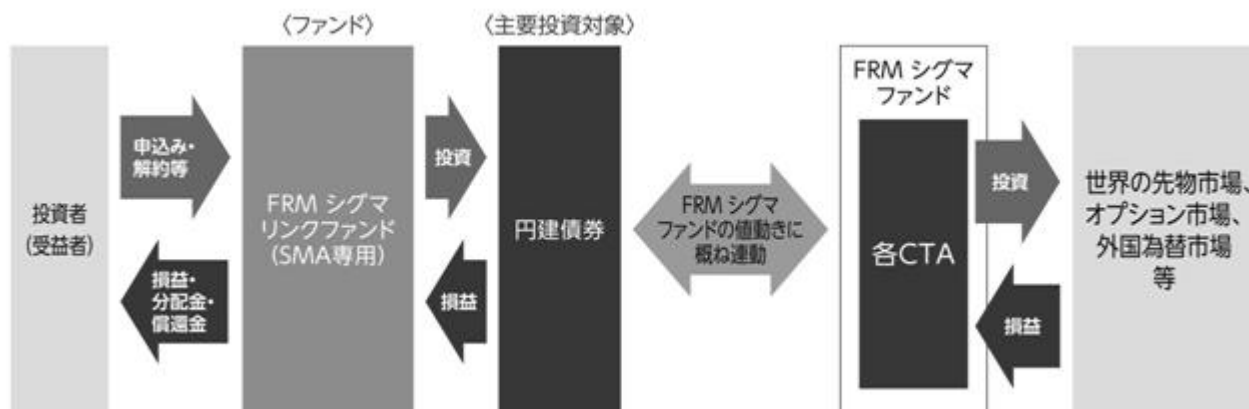 〈ファンド〉
〈主要投資対象〉
投資者
(受益者)
申込み・
解約等
損益・
分配金・
償還金
FRM シグマ
リンクファンド
(SMA専用)
投資
損益
円建債券
FRM シグマ
ファンドの値動きに
概ね連動
FRM シグマ
ファンド
各CTA
投資
損益
世界の先物市場、
オプション市場、
外国為替市場
等